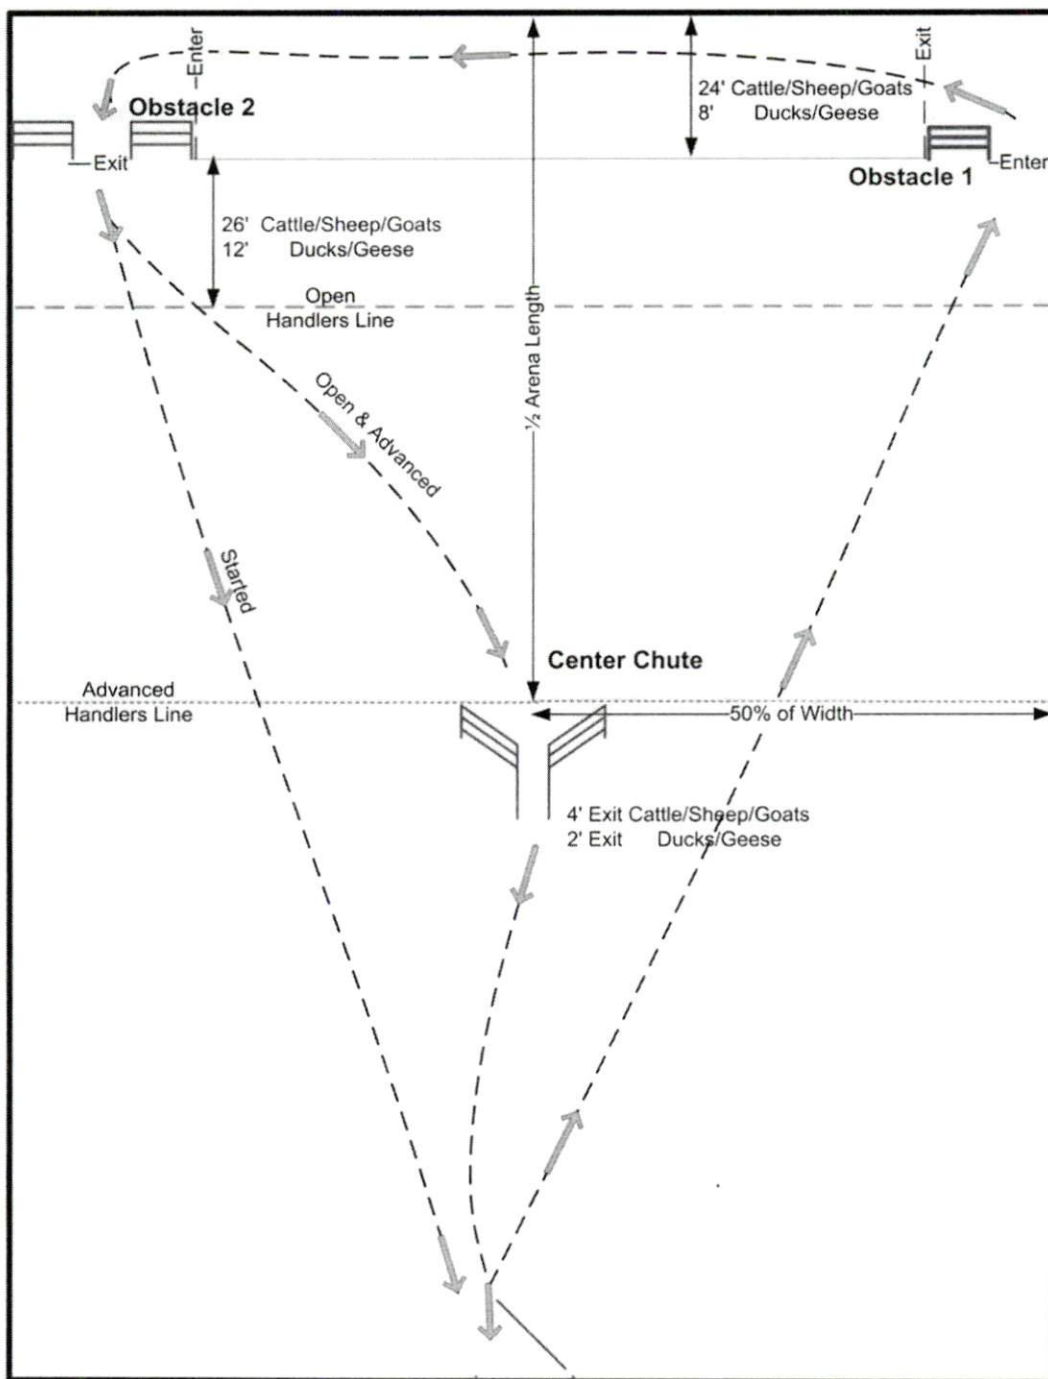 Enter
Exit
Obstacle 2
24' Cattle/Sheep/Goats
8' Ducks/Geese
Exit
Obstacle 1
Enter
26' Cattle/Sheep/Goats
12' Ducks/Geese
Open
Handlers Line
½ Arena Length
Open & Advanced
Started
Center Chute
Advanced
Handlers Line
50% of Width
4' Exit Cattle/Sheep/Goats
2' Exit Ducks/Geese